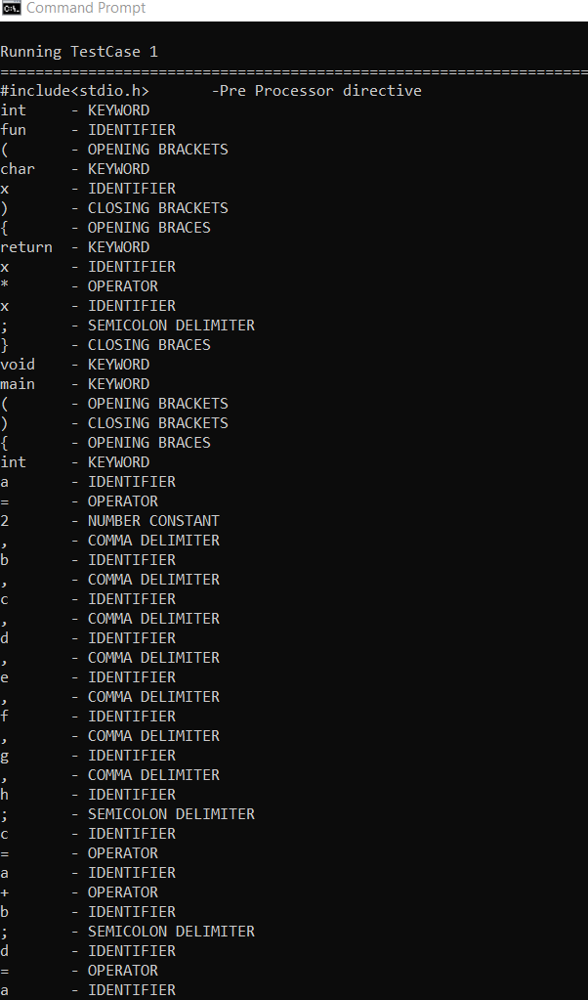 Command Prompt
Running TestCase 1
===================================================================
#include<stdio.h>       -Pre Processor directive
int     - KEYWORD
fun     - IDENTIFIER
(       - OPENING BRACKETS
char    - KEYWORD
x       - IDENTIFIER
)       - CLOSING BRACKETS
{       - OPENING BRACES
return  - KEYWORD
x       - IDENTIFIER
*       - OPERATOR
x       - IDENTIFIER
;       - SEMICOLON DELIMITER
}       - CLOSING BRACES
void    - KEYWORD
main    - KEYWORD
(       - OPENING BRACKETS
)       - CLOSING BRACKETS
{       - OPENING BRACES
int     - KEYWORD
a       - IDENTIFIER
=       - OPERATOR
2       - NUMBER CONSTANT
,       - COMMA DELIMITER
b       - IDENTIFIER
,       - COMMA DELIMITER
c       - IDENTIFIER
,       - COMMA DELIMITER
d       - IDENTIFIER
,       - COMMA DELIMITER
e       - IDENTIFIER
,       - COMMA DELIMITER
f       - IDENTIFIER
,       - COMMA DELIMITER
g       - IDENTIFIER
,       - COMMA DELIMITER
h       - IDENTIFIER
;       - SEMICOLON DELIMITER
c       - IDENTIFIER
=       - OPERATOR
a       - IDENTIFIER
+       - OPERATOR
b       - IDENTIFIER
;       - SEMICOLON DELIMITER
d       - IDENTIFIER
=       - OPERATOR
a       - IDENTIFIER